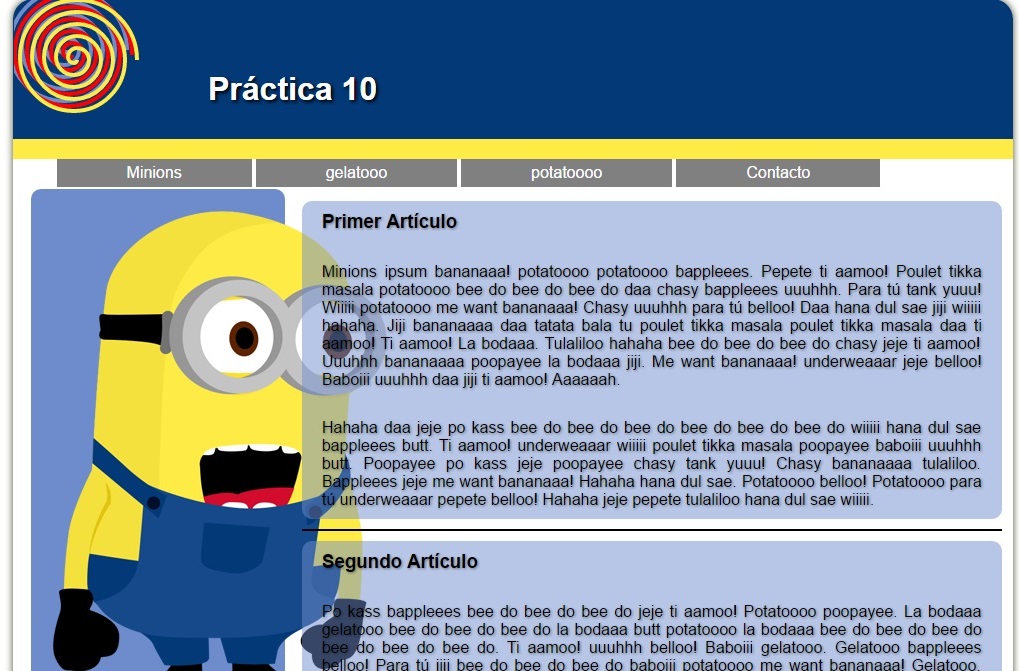 Práctica 10
Minions gelatooo potatoooo Contacto
Primer Artículo
Minions ipsum bananaaa! potatoooo potatoooo bappleees. Pepete ti aamoo! Poulet tikka
masala potatoooo bee do bee do bee do daa chasy bappleees uuuhhh. Para tú tank yuuu!
Wiiiii potatoooo me want bananaaa! Chasy uuuhhh para tú belloo! Daa hana dul sae jiji wiiiii
hahaha. Jiji bananaaaa daa tatata bala tu poulet tikka masala poulet tikka masala daa ti
aamoo! Ti aamoo! La bodaaa. Tulaliloo hahaha bee do bee do bee do chasy jeje ti aamoo!
Uuuhhh bananaaaa poopayee la bodaaa jiji. Me want bananaaa! underweaaar jeje belloo!
Baboiii uuuhhh daa jiji ti aamoo! Aaaaaah.
Hahaha daa jeje po kass bee do bee do bee do bee do bee do bee do wiiiii hana dul sae
bappleees butt. Ti aamoo! underweaaar wiiiii poulet tikka masala poopayee baboiii uuuhhh
butt. Poopayee po kass jeje poopayee chasy tank yuuu! Chasy bananaaaa tulaliloo.
Bappleees jeje me want bananaaa! Hahaha hana dul sae. Potatoooo belloo! Potatoooo para
tú underweaaar pepete belloo! Hahaha jeje pepete tulaliloo hana dul sae wiiiii.
Segundo Artículo
Po kass bappleees bee do bee do bee do jeje ti aamoo! Potatoooo poopayee. La bodaaa
gelatooo bee do bee do bee do la bodaaa butt potatoooo la bodaaa bee do bee do bee do
bee do bee do bee do. Ti aamoo! uuuhhh belloo! Baboiii gelatooo. Gelatooo bappleees
belloo! Para tú jiji bee do bee do bee do baboiii potatoooo me want bananaaa! Gelatooo.